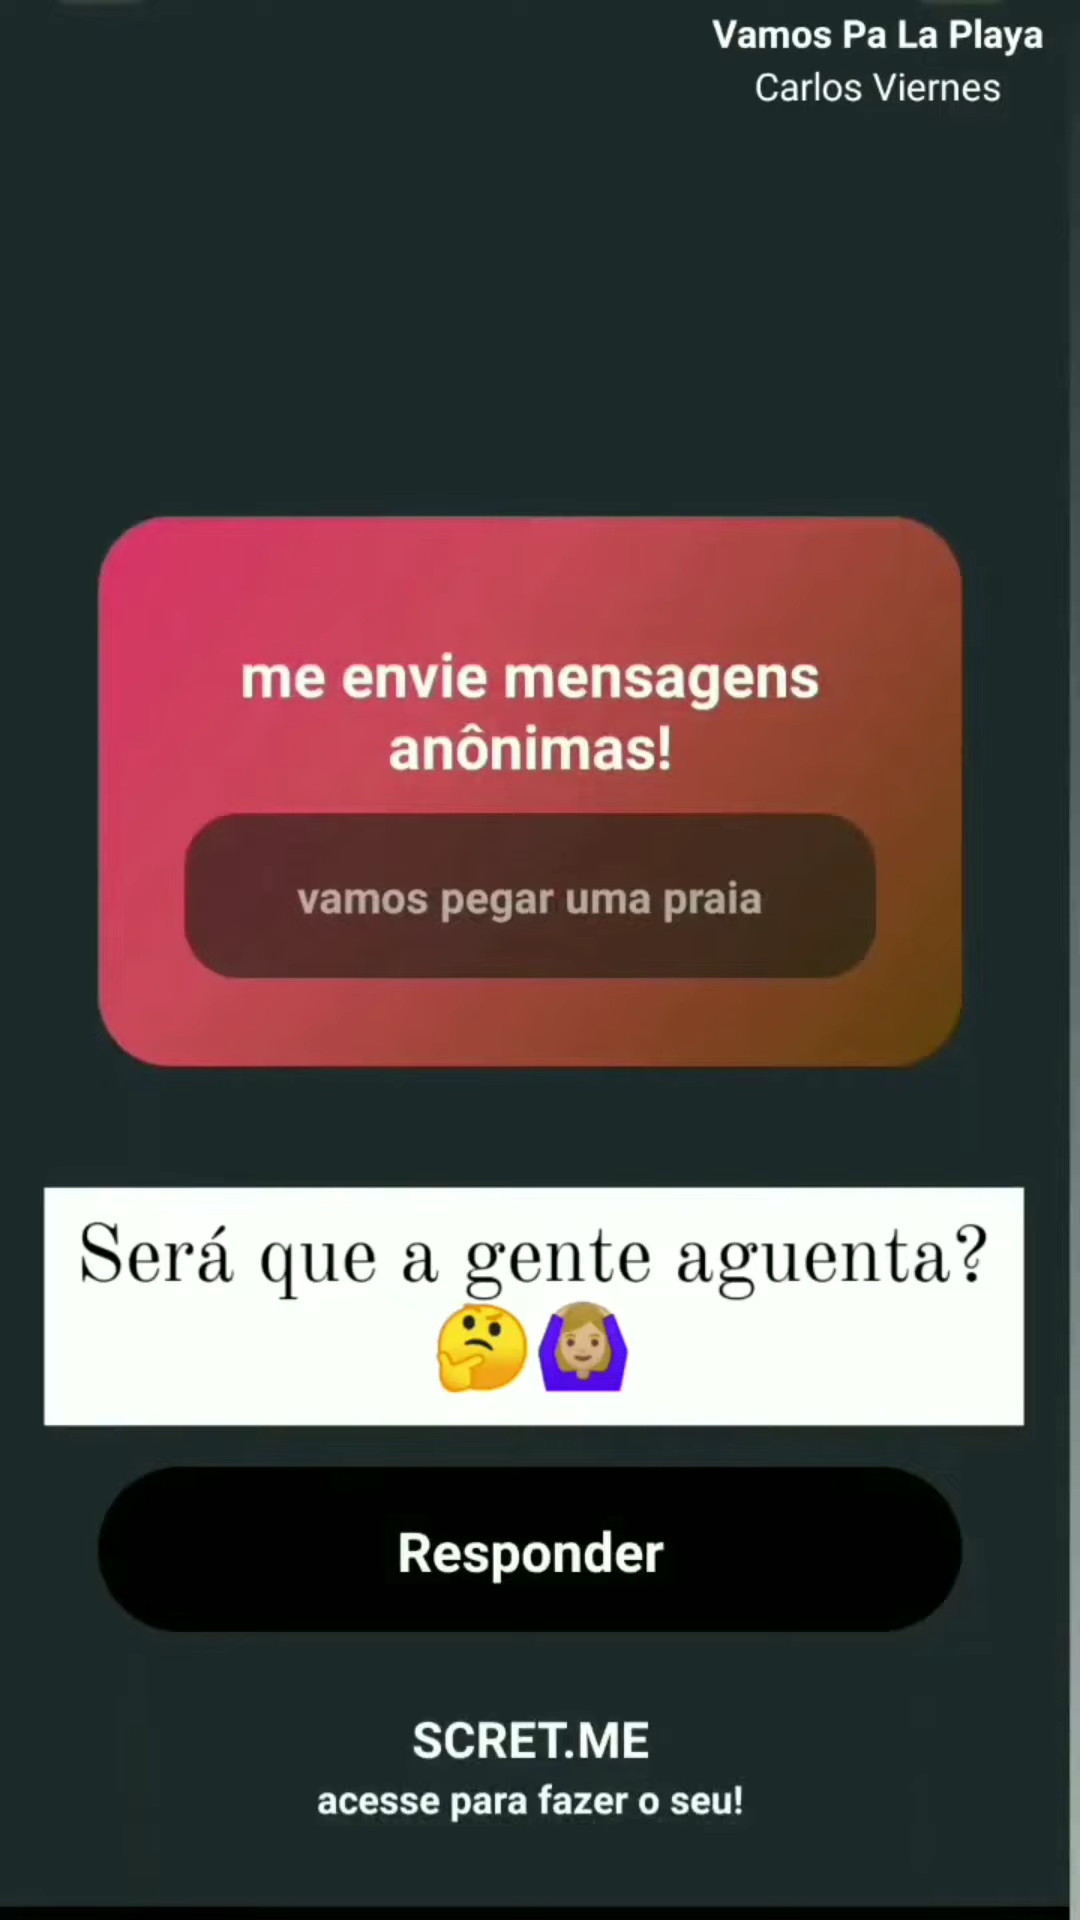 Vamos Pa La Playa
Carlos Viernes
me envie mensagens
anônimas!
vamos pegar uma praia
Será que a gente aguenta?
🤔🙆🏼‍♀️
Responder
SCRET.ME
acesse para fazer o seu!